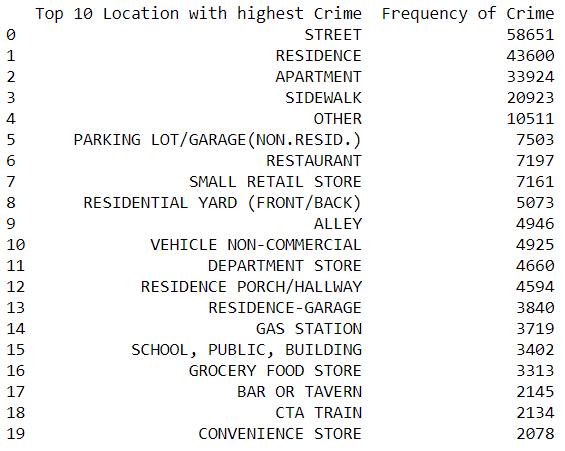 Top 10 Location with highest Crime Frequency of Crime
0 STREET 58651
1 RESIDENCE 43600
2 APARTMENT 33924
3 SIDEWALK 20923
4 OTHER 10511
5 PARKING LOT/GARAGE(NON.RESID.) 7503
6 RESTAURANT 7197
7 SMALL RETAIL STORE 7161
8 RESIDENTIAL YARD (FRONT/BACK) 5073
9 ALLEY 4946
10 VEHICLE NON-COMMERCIAL 4925
11 DEPARTMENT STORE 4660
12 RESIDENCE PORCH/HALLWAY 4594
13 RESIDENCE-GARAGE 3840
14 GAS STATION 3719
15 SCHOOL, PUBLIC, BUILDING 3402
16 GROCERY FOOD STORE 3313
17 BAR OR TAVERN 2145
18 CTA TRAIN 2134
19 CONVENIENCE STORE 2078